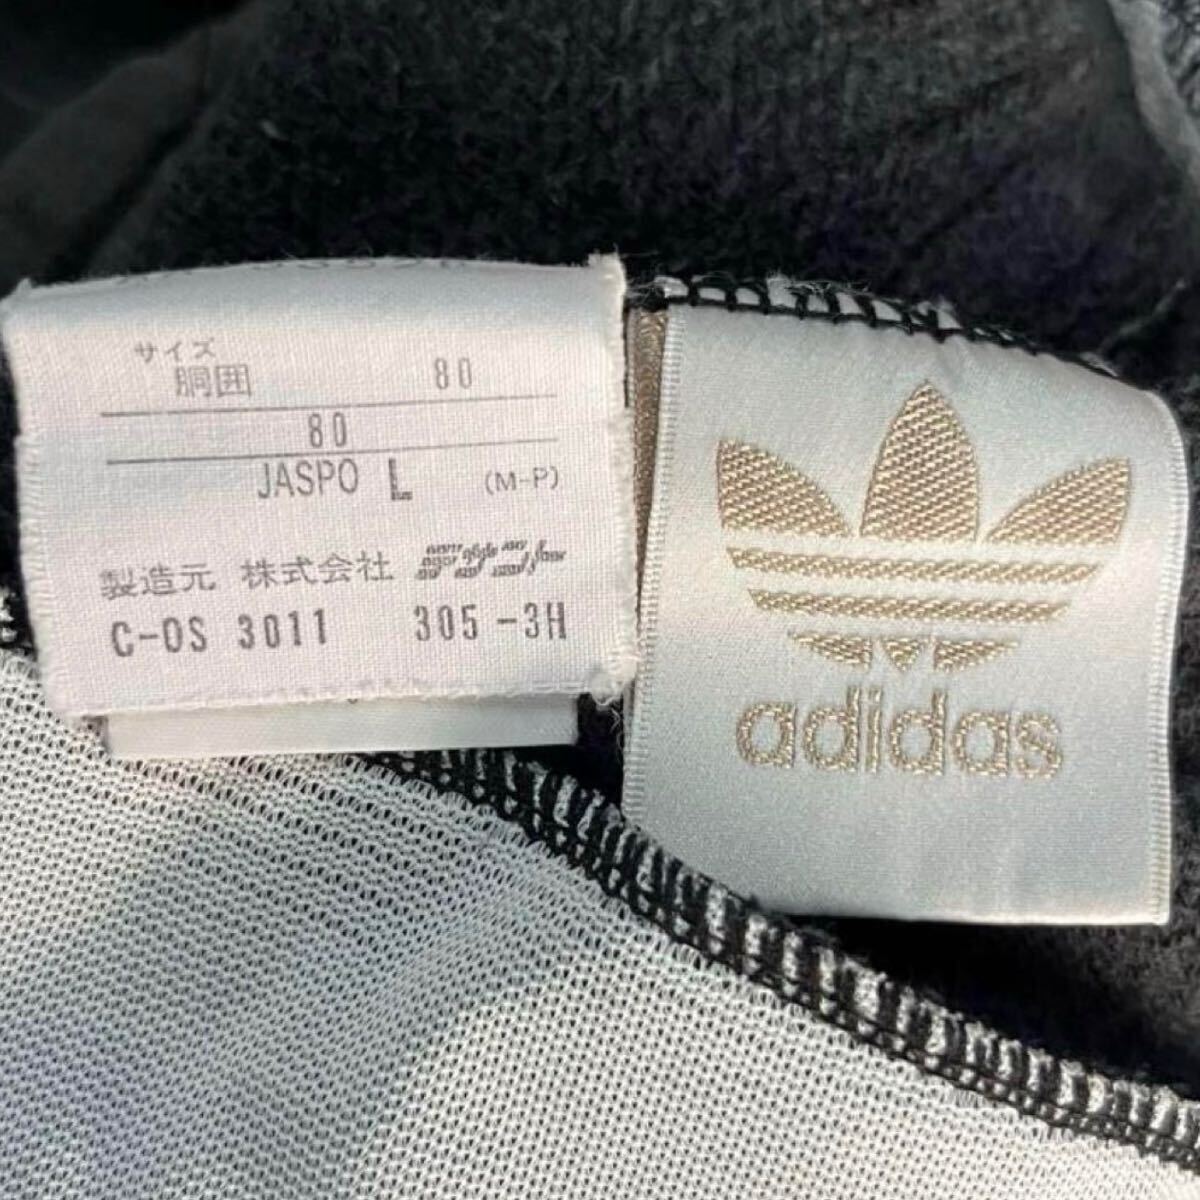 サイズ
胴囲 80
80
JASPO L (M-P)
製造元 株式会社 デサント
C-OS 3011 305-3H
adidas